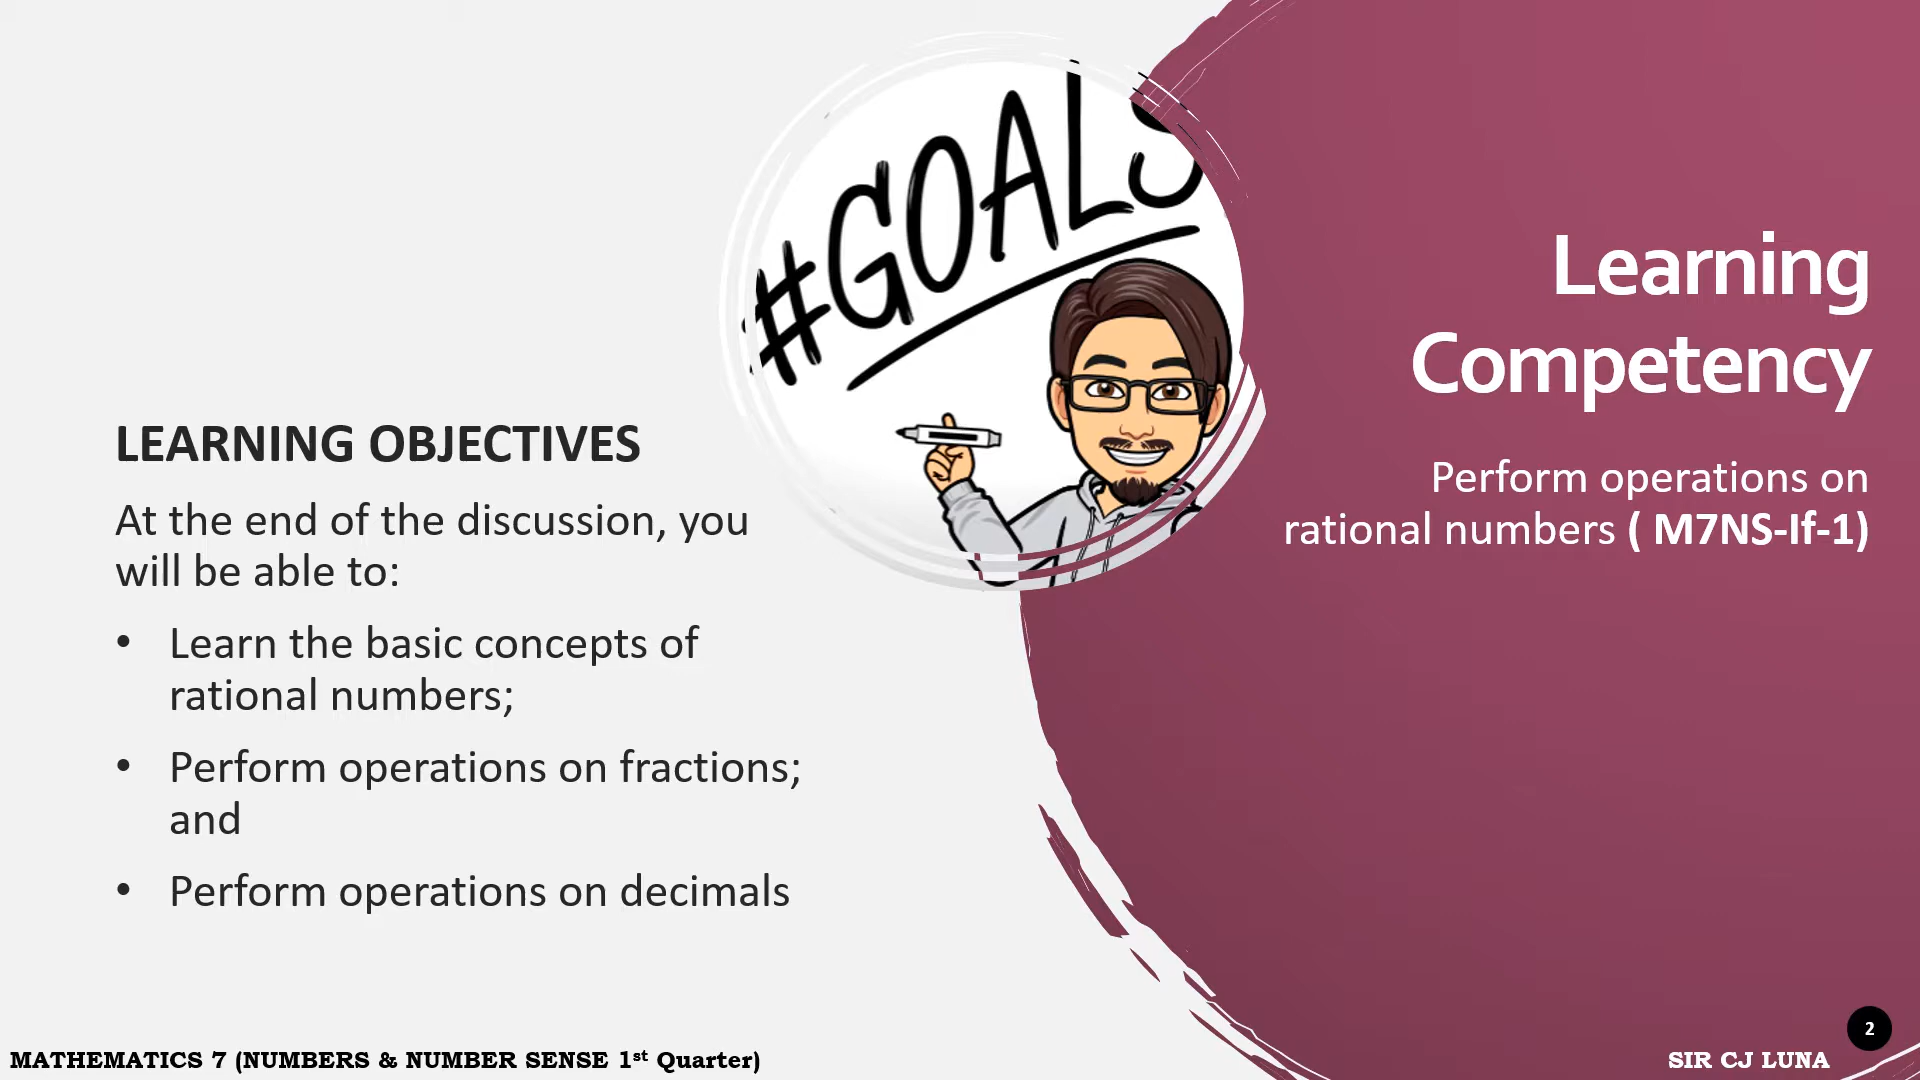 #GOALS
Learning
Competency
Perform operations on
rational numbers ( M7NS-If-1)
LEARNING OBJECTIVES
At the end of the discussion, you
will be able to:
• Learn the basic concepts of
rational numbers;
• Perform operations on fractions;
and
• Perform operations on decimals
2
MATHEMATICS 7 (NUMBERS & NUMBER SENSE 1st Quarter)
SIR CJ LUNA